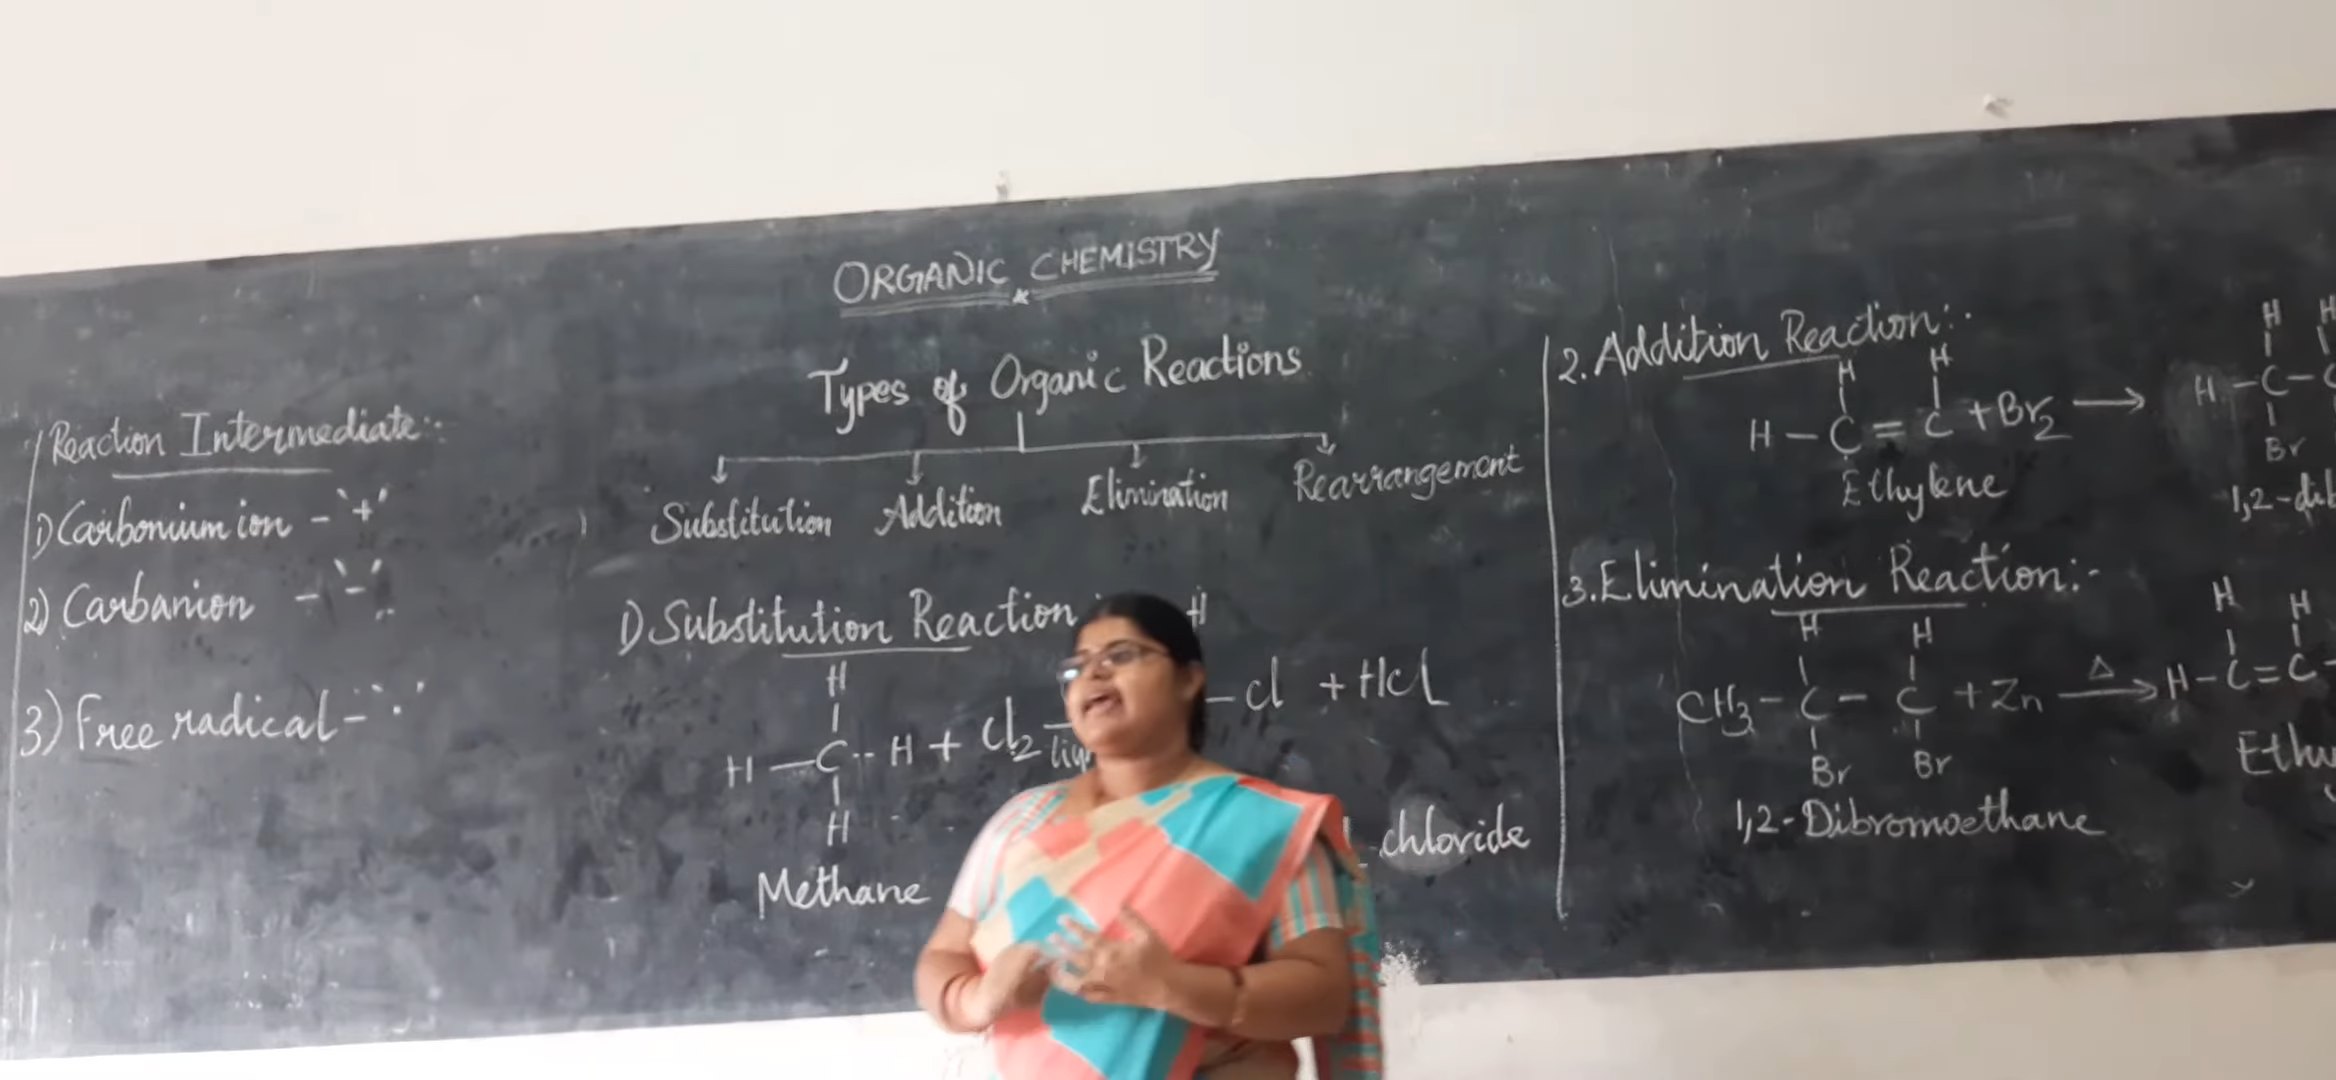 ORGANIC CHEMISTRY
Types of Organic Reactions
Substitution Addition Elimination Rearrangement
Reaction Intermediate:-
1) Carbonium ion - +
2) Carbanion - -
3) Free radical - .
1) Substitution Reaction
H
H
H — C -- H + Cl2
- Cl + HCl
H
Methane
chloride
2. Addition Reaction:-
H H
H — C = C + Br2 →
Ethylene
H H
H - C -
Br
1,2-
3. Elimination Reaction:-
H H
CH3 - C - C + Zn △ →
Br Br
1,2-Dibromoethane
H H
H - C = C -